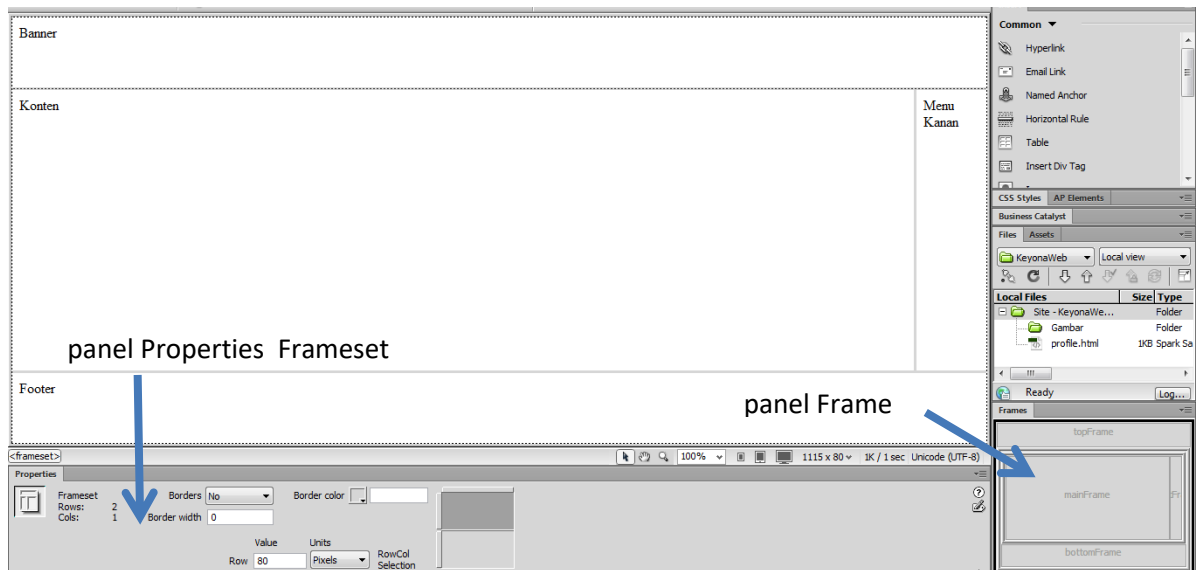 Banner
Konten
Menu
Kanan
panel Properties Frameset
Footer
panel Frame
<frameset>
100%
1115 x 80
1K / 1 sec
Unicode (UTF-8)
Properties
Frameset
Rows: 2
Cols: 1
Borders No
Border width 0
Border color
Value
Units
Row 80 Pixels
RowCol
Selection
Common
Hyperlink
Email Link
Named Anchor
Horizontal Rule
Table
Insert Div Tag
CSS Styles
AP Elements
Business Catalyst
Files
Assets
KeyonaWeb
Local view
Local Files Size Type
Site - KeyonaWe... Folder
Gambar Folder
profile.html 1KB Spark Sa
Ready
Log...
Frames
topFrame
mainFrame
bottomFrame